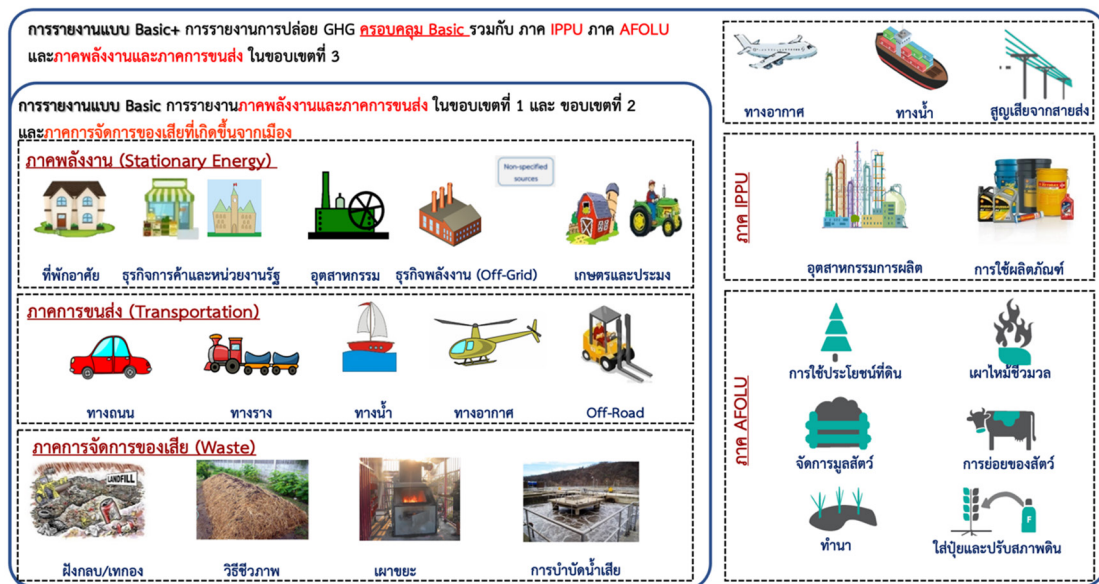 การรายงานแบบ Basic+ การรายงานการปล่อย GHG ครอบคลุม Basic รวมกับ ภาค IPPU ภาค AFOLU
และภาคพลังงานและภาคการขนส่ง ในขอบเขตที่ 3
การรายงานแบบ Basic การรายงานภาคพลังงานและภาคการขนส่ง ในขอบเขตที่ 1 และ ขอบเขตที่ 2
และภาคการจัดการของเสียที่เกิดขึ้นจากเมือง
ภาคพลังงาน (Stationary Energy)
Non-specified
sources
ที่พักอาศัย
ธุรกิจการค้าและหน่วยงานรัฐ
อุตสาหกรรม
ธุรกิจพลังงาน (Off-Grid)
เกษตรและประมง
ภาคการขนส่ง (Transportation)
ทางถนน
ทางราง
ทางน้ำ
ทางอากาศ
Off-Road
ภาคการจัดการของเสีย (Waste)
LANDFILL
ฝังกลบ/เทกอง
วิธีชีวภาพ
เผาขยะ
การบำบัดน้ำเสีย
ทางอากาศ
ทางน้ำ
สูญเสียจากสายส่ง
ภาค IPPU
อุตสาหกรรมการผลิต
การใช้ผลิตภัณฑ์
ภาค AFOLU
การใช้ประโยชน์ที่ดิน
เผาไหม้ชีวมวล
จัดการมูลสัตว์
การย่อยของสัตว์
F
ทำนา
ใส่ปุ๋ยและปรับสภาพดิน